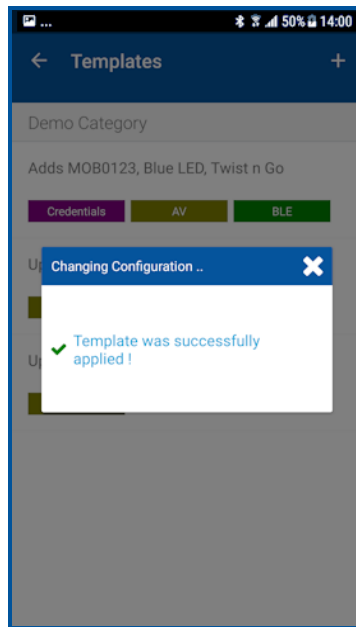 ... 50% 14:00
Templates
Demo Category
Adds MOB0123, Blue LED, Twist n Go
Credentials AV BLE
Changing Configuration ..
Template was successfully
applied !